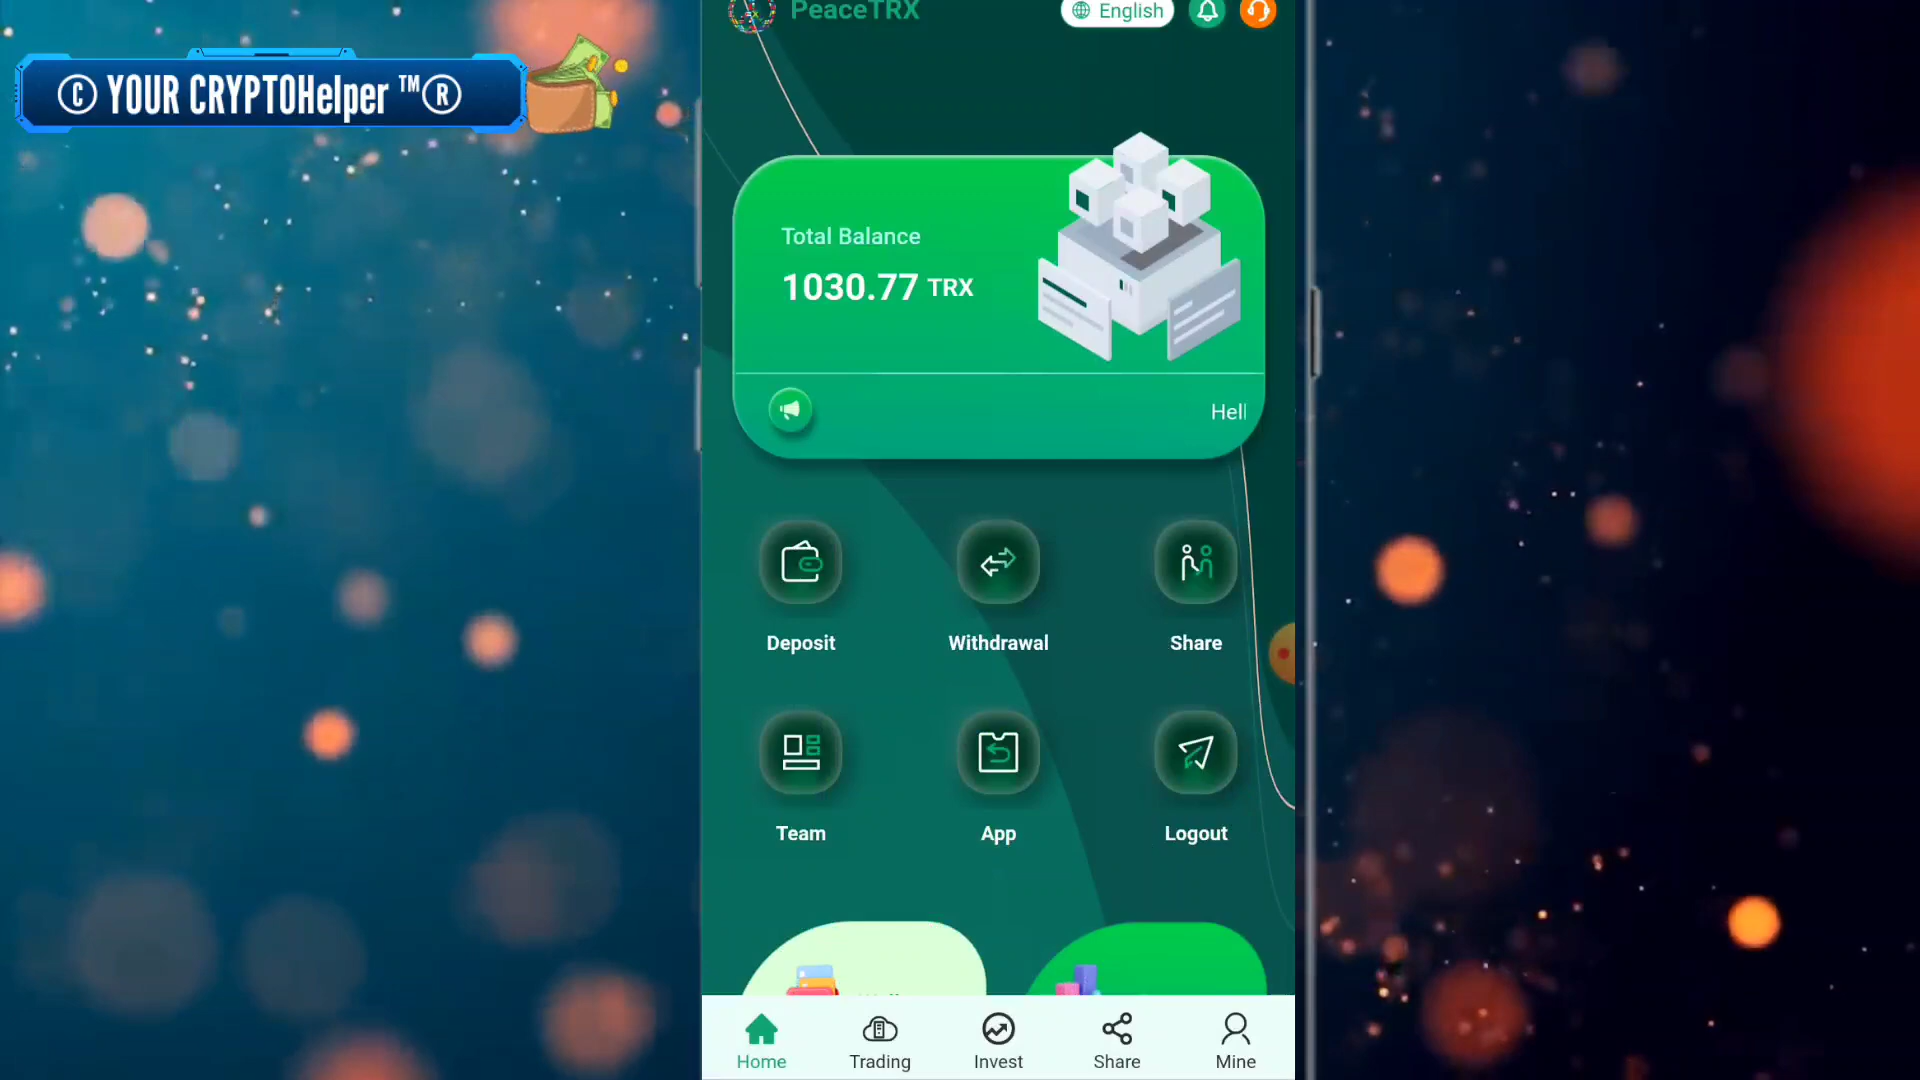 PeaceTRX
English
© YOUR CRYPTOHelper ™®
Total Balance
1030.77 TRX
Hell
Deposit
Withdrawal
Share
Team
App
Logout
Home
Trading
Invest
Share
Mine